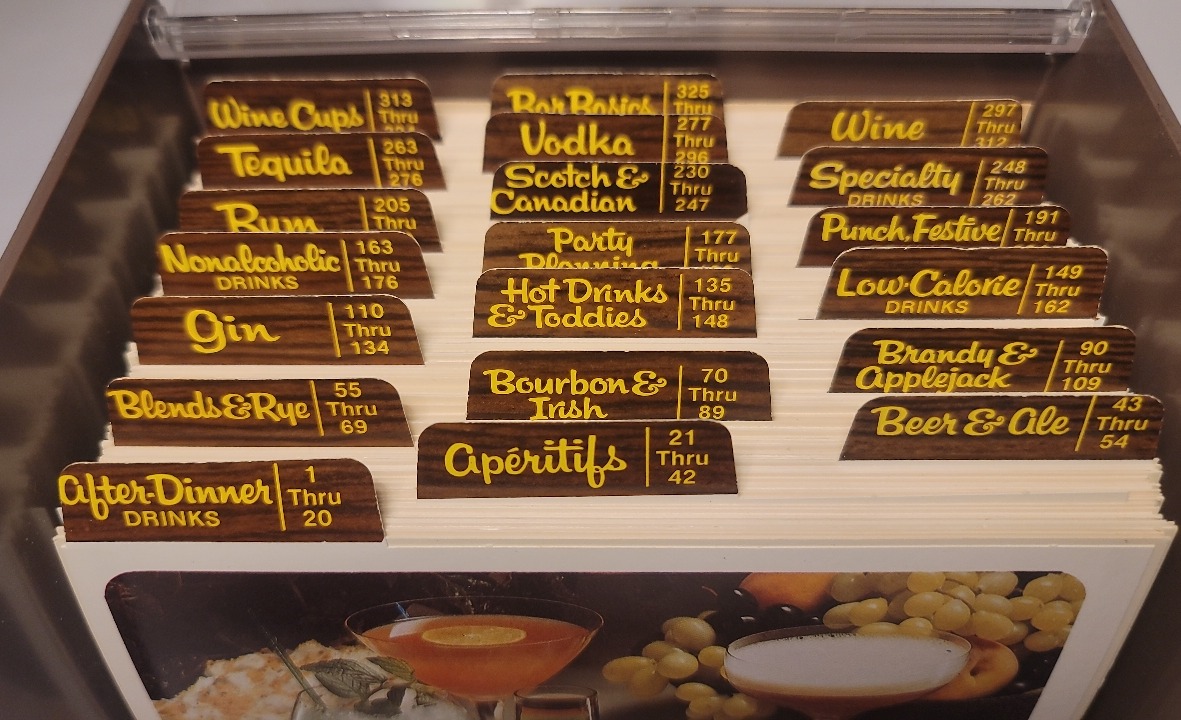 Wine Cups 313
Thru
Bar Basics 325
Thru
Wine 297
Thru
312
Tequila 263
Thru
276
Vodka 277
Thru
296
Specialty 248
DRINKS Thru
262
Rum 205
Thru
Scotch & 230
Canadian Thru
247
Punch, Festive 191
Thru
Nonalcoholic 163
DRINKS Thru
176
Party 177
Planning Thru
Low-Calorie 149
DRINKS Thru
162
Gin 110
Thru
134
Hot Drinks 135
& Toddies Thru
148
Brandy & 90
Applejack Thru
109
Blends & Rye 55
Thru
69
Bourbon & 70
Irish Thru
89
Beer & Ale 43
Thru
54
After-Dinner 1
DRINKS Thru
20
Apéritifs 21
Thru
42